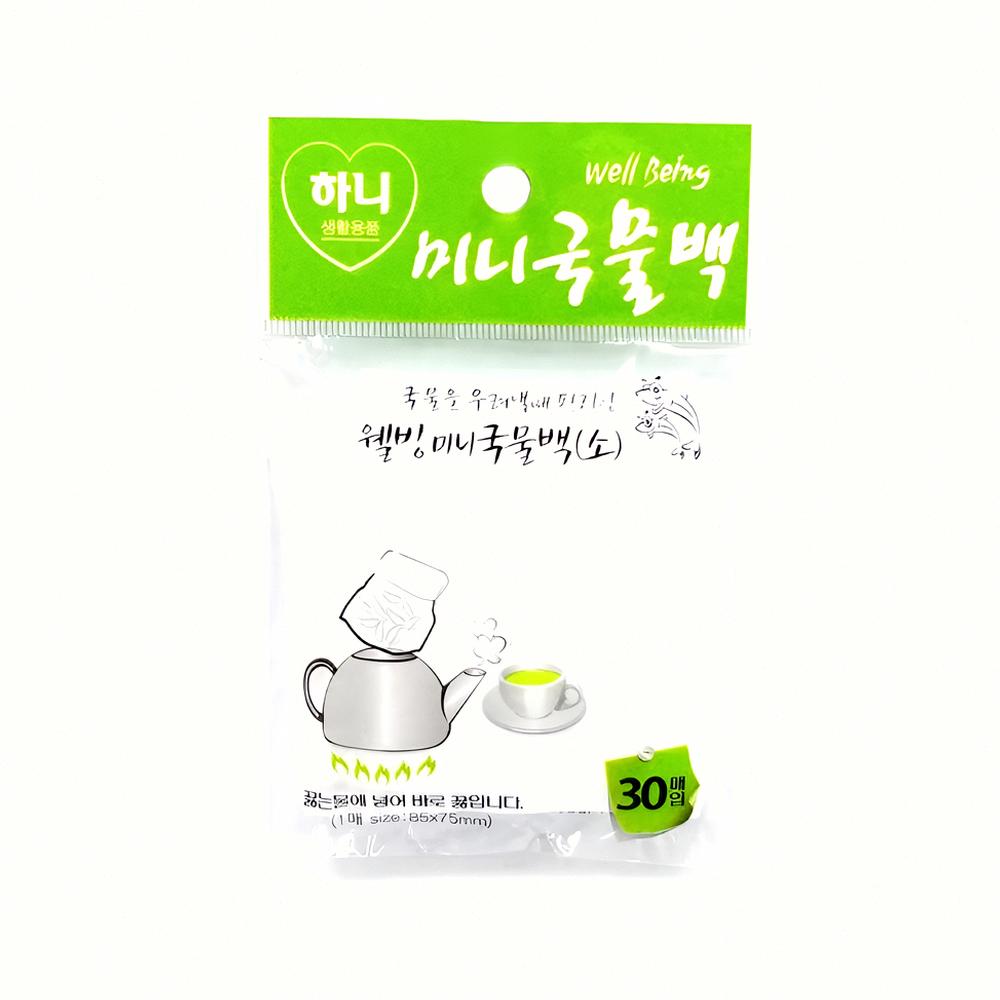 하니
생활용품
Well Being
미니국물백
국물을 우려낼때 편리한
웰빙 미니국물백(소)
끓는물에 넣어 바로 끓입니다.
(1매 size:85x75mm)
30매입